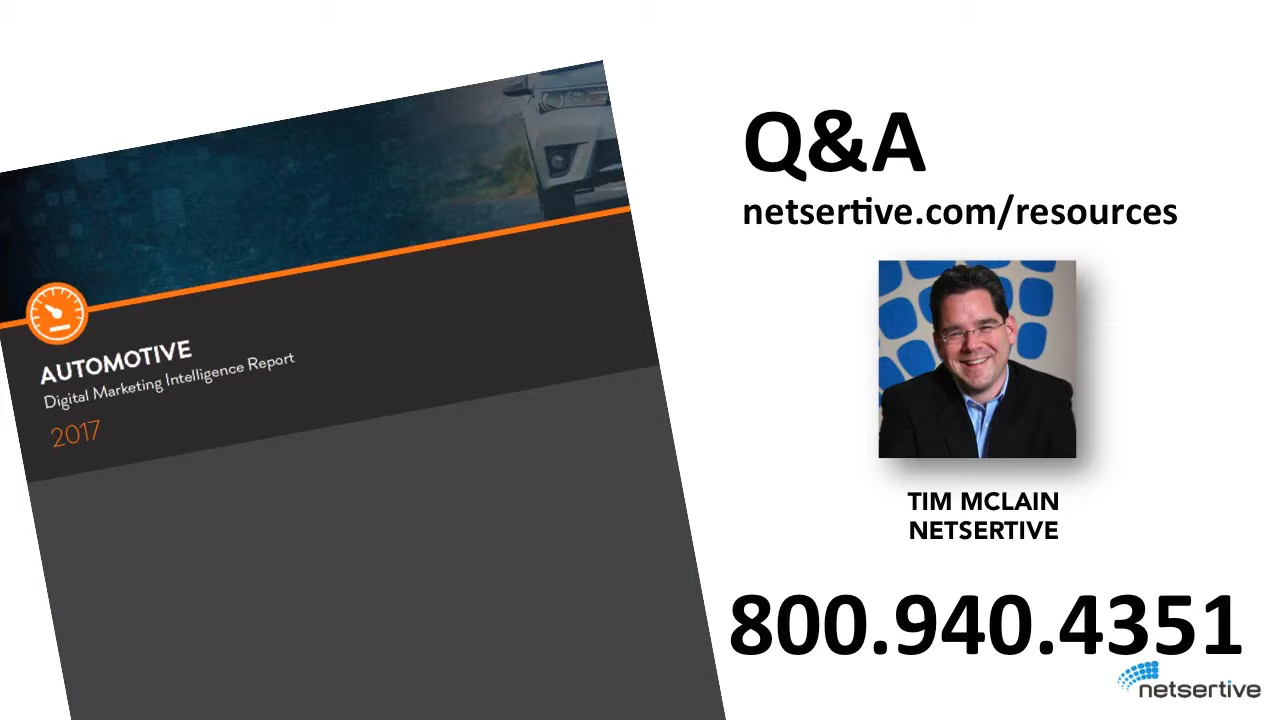 AUTOMOTIVE
Digital Marketing Intelligence Report
2017
Q&A
netsertive.com/resources
TIM MCLAIN
NETSERTIVE
800.940.4351
netsertive